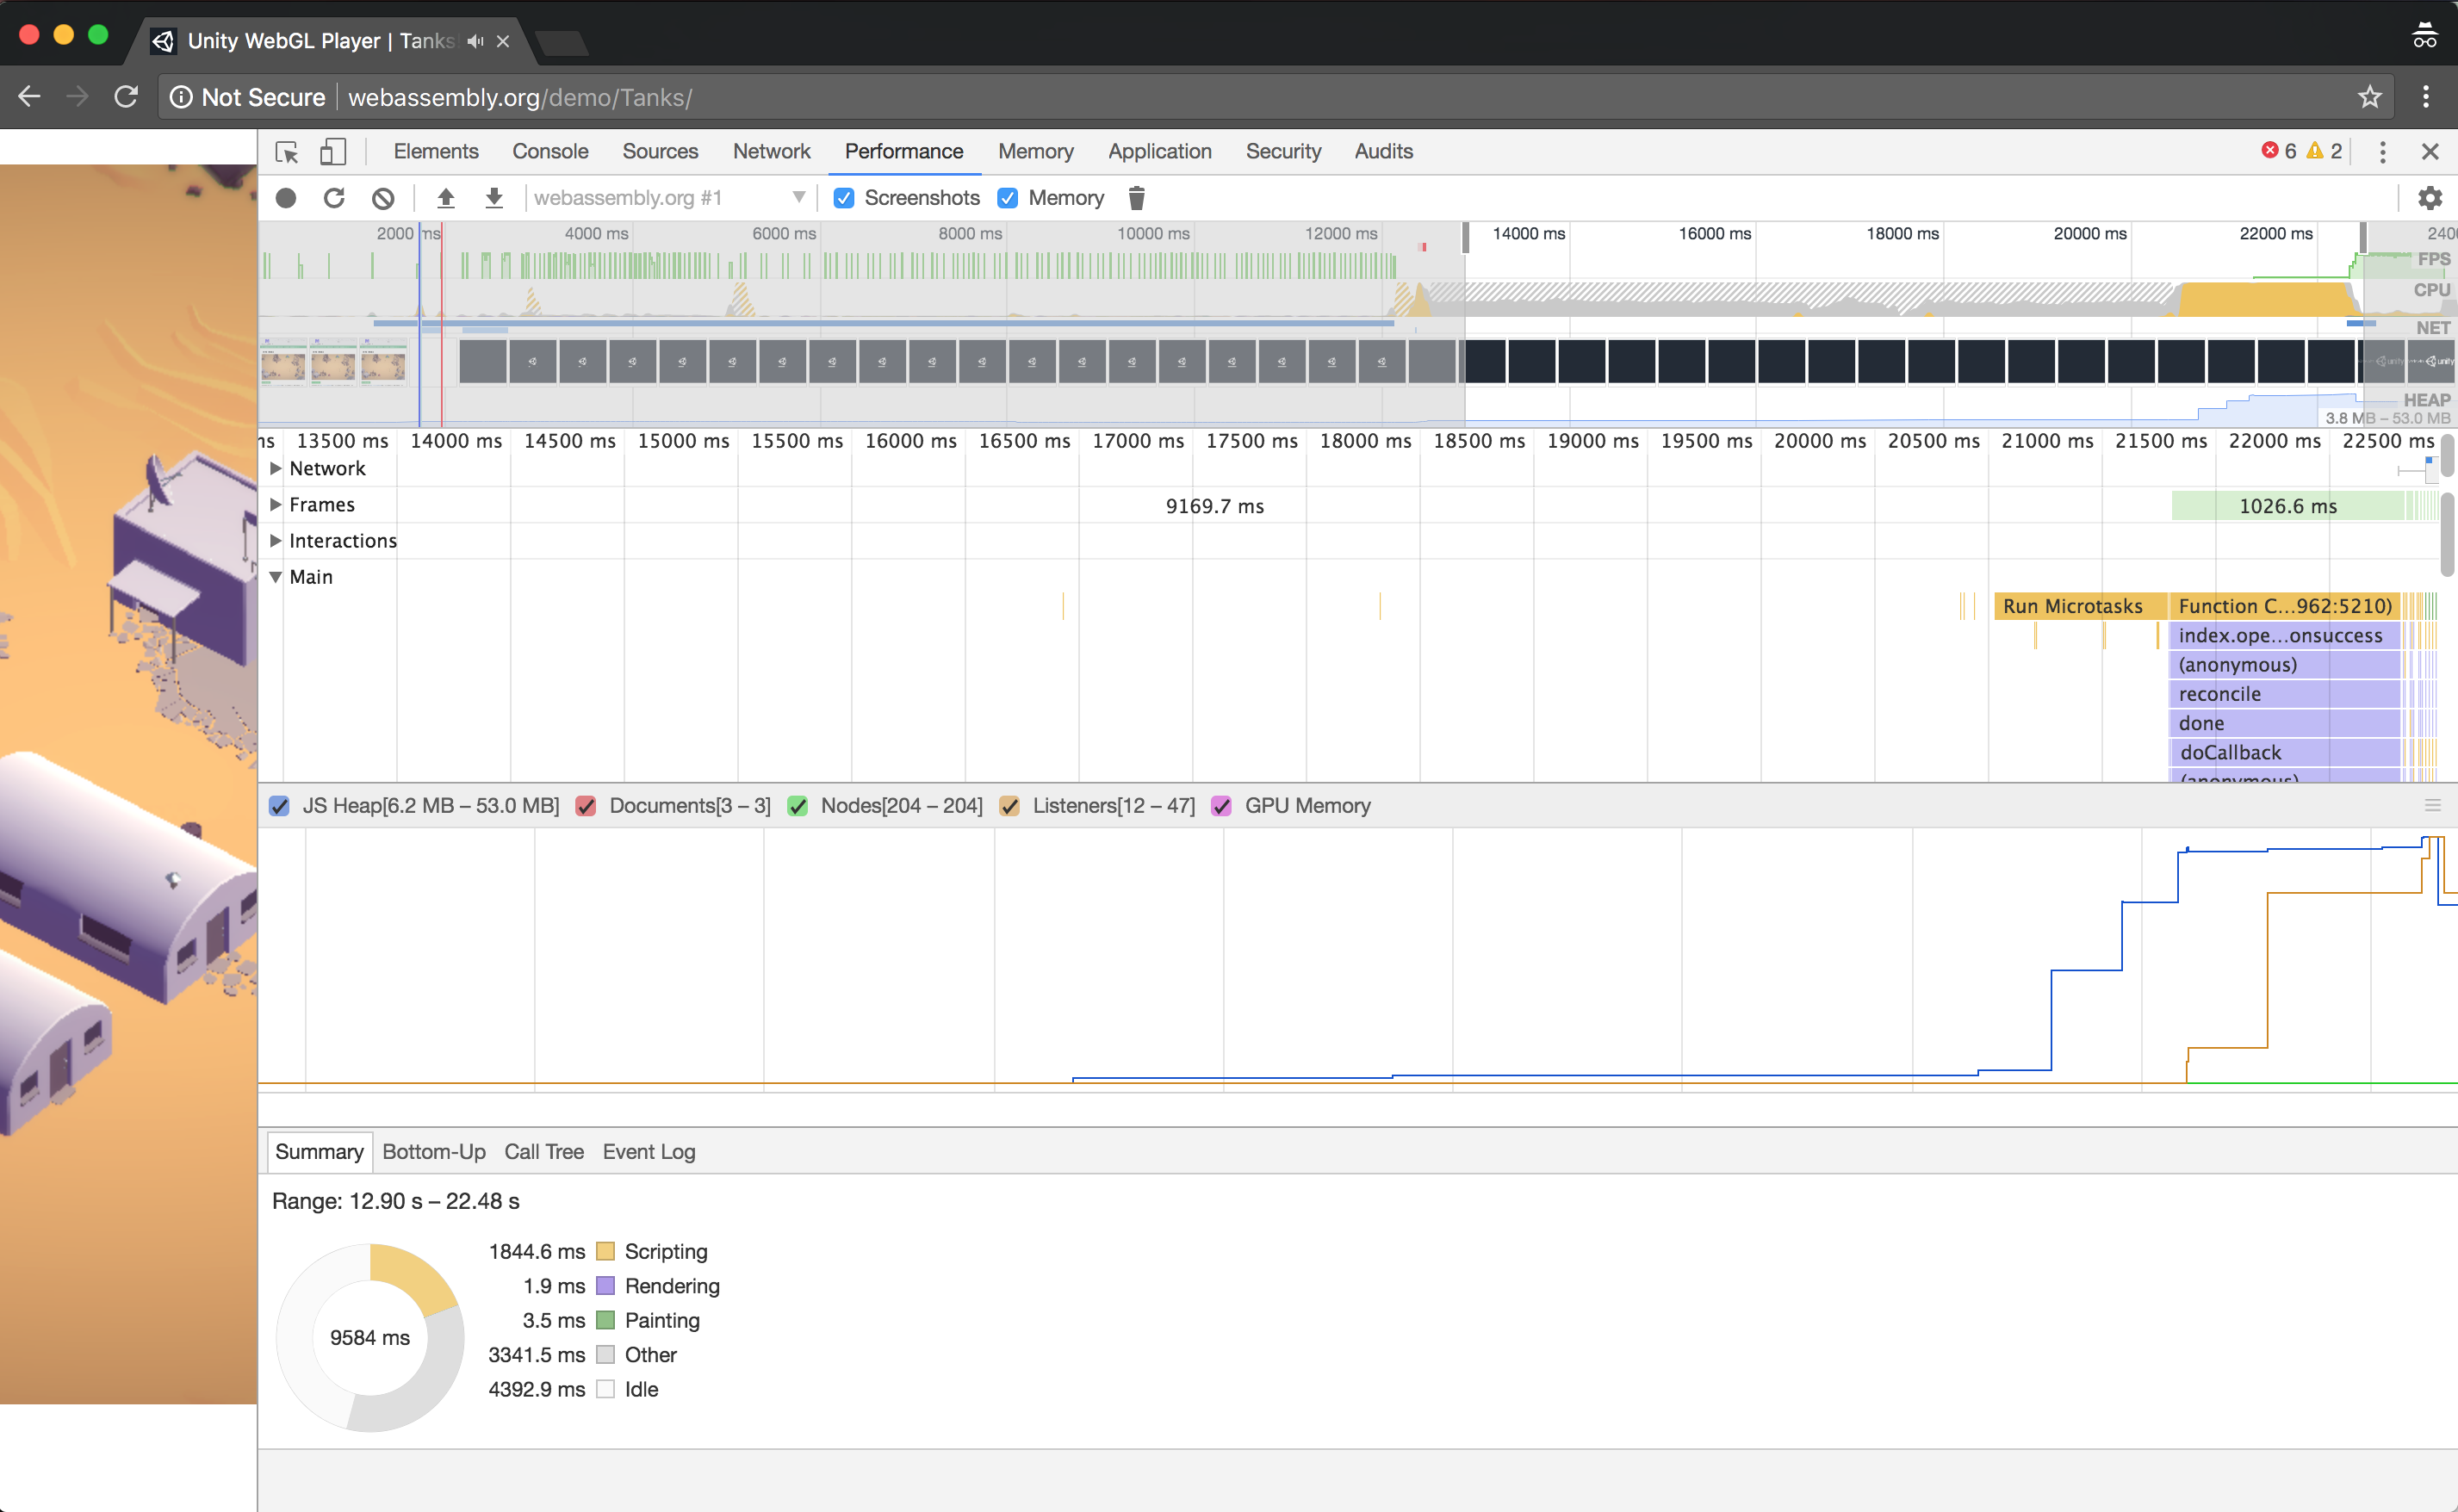 Unity WebGL Player | Tanks
Not Secure webassembly.org/demo/Tanks/
Elements Console Sources Network Performance Memory Application Security Audits 6 2
webassembly.org #1 Screenshots Memory
2000 ms 4000 ms 6000 ms 8000 ms 10000 ms 12000 ms 14000 ms 16000 ms 18000 ms 20000 ms 22000 ms 2400
FPS
CPU
NET
HEAP
3.8 MB – 53.0 MB
ns 13500 ms 14000 ms 14500 ms 15000 ms 15500 ms 16000 ms 16500 ms 17000 ms 17500 ms 18000 ms 18500 ms 19000 ms 19500 ms 20000 ms 20500 ms 21000 ms 21500 ms 22000 ms 22500 ms
Network
Frames 9169.7 ms 1026.6 ms
Interactions
Main
Run Microtasks Function C...962:5210)
index.ope...onsuccess
(anonymous)
reconcile
done
doCallback
(anonymous)
JS Heap[6.2 MB – 53.0 MB] Documents[3 – 3] Nodes[204 – 204] Listeners[12 – 47] GPU Memory
Summary Bottom-Up Call Tree Event Log
Range: 12.90 s – 22.48 s
9584 ms
1844.6 ms Scripting
1.9 ms Rendering
3.5 ms Painting
3341.5 ms Other
4392.9 ms Idle